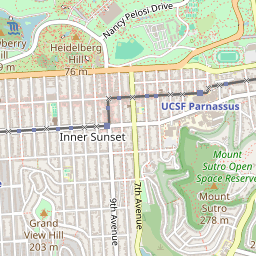 Nancy Pelosi Drive
Heidelberg
Hill
76 m
UCSF Parnassus
Inner Sunset
Mount
Sutro Open
Space Reserve
7th Avenue
9th Avenue
Mount
Sutro
278 m
Grand
View Hill
203 m